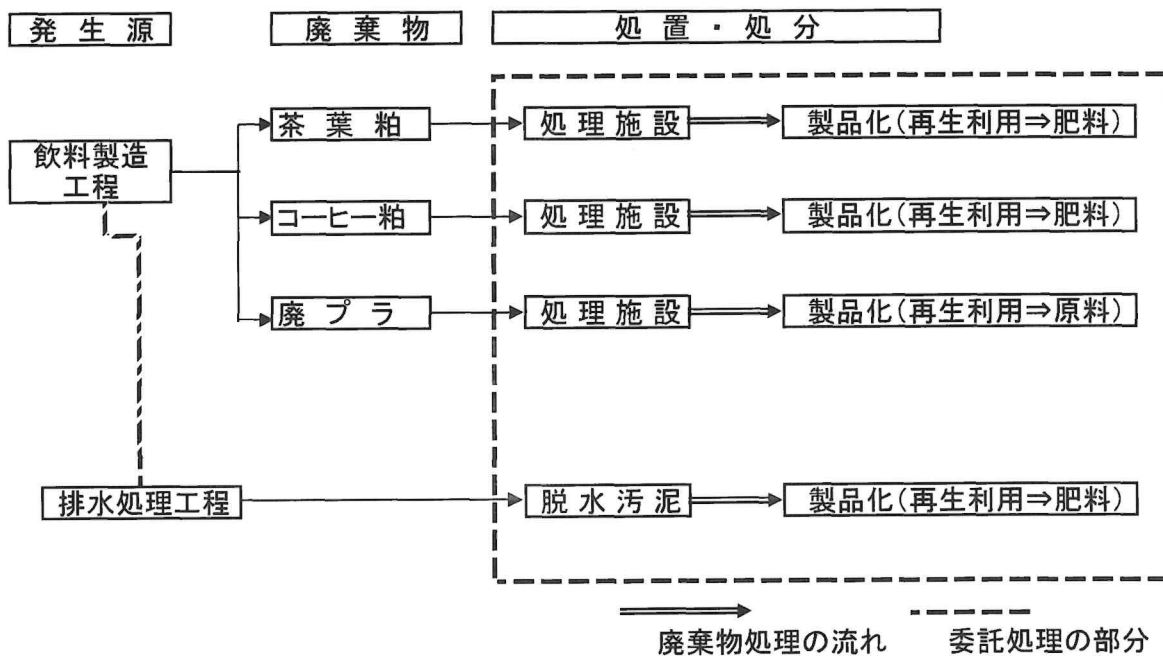 発生源
廃棄物
処置・処分
飲料製造
工程
茶葉粕
処理施設
製品化(再生利用⇒肥料)
コーヒー粕
処理施設
製品化(再生利用⇒肥料)
廃プラ
処理施設
製品化(再生利用⇒原料)
排水処理工程
脱水汚泥
製品化(再生利用⇒肥料)
廃棄物処理の流れ
委託処理の部分